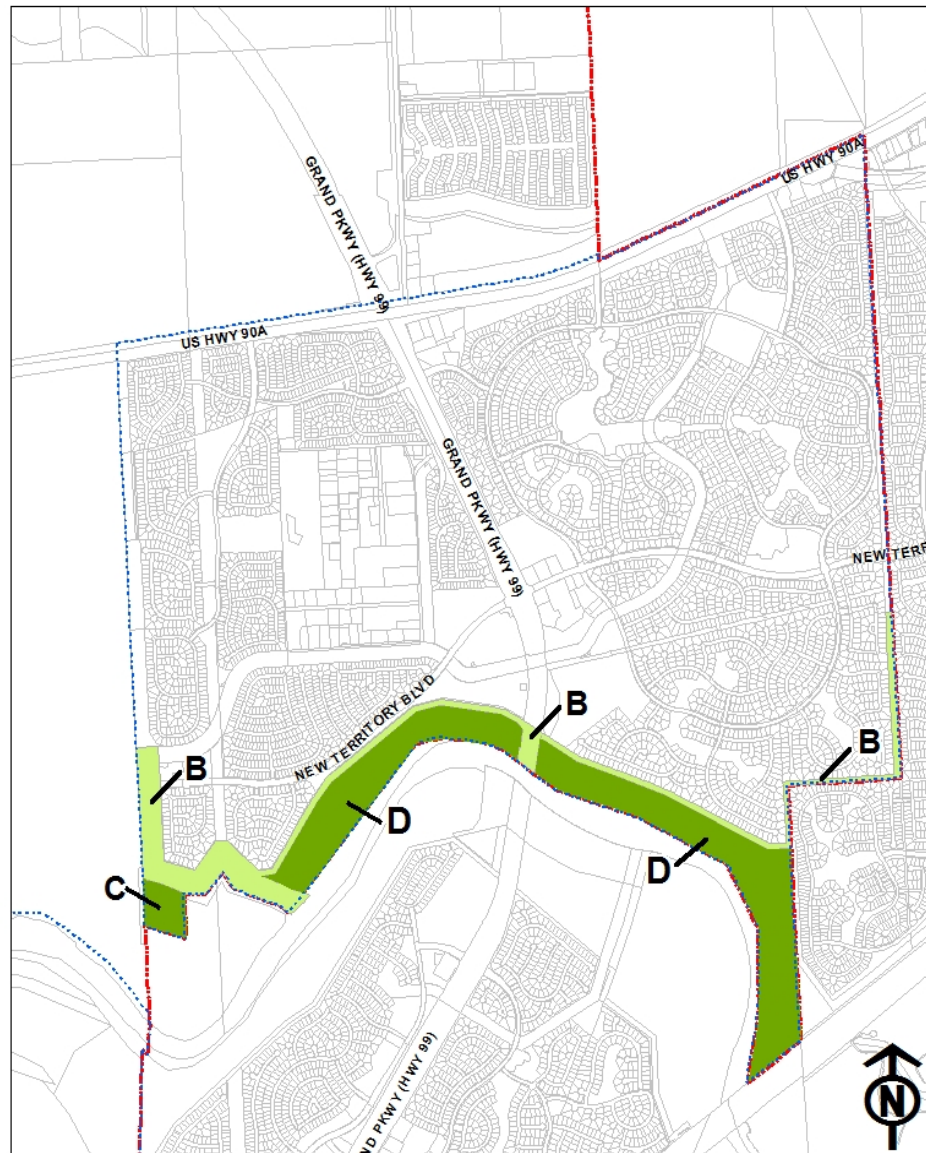 US HWY 90A
GRAND PKWY (HWY 99)
US HWY 90A
GRAND PKWY (HWY 99)
NEW TERR
NEW TERRITORY BLVD
B
B
B
D
D
C
ND PKWY (HWY 99)
N